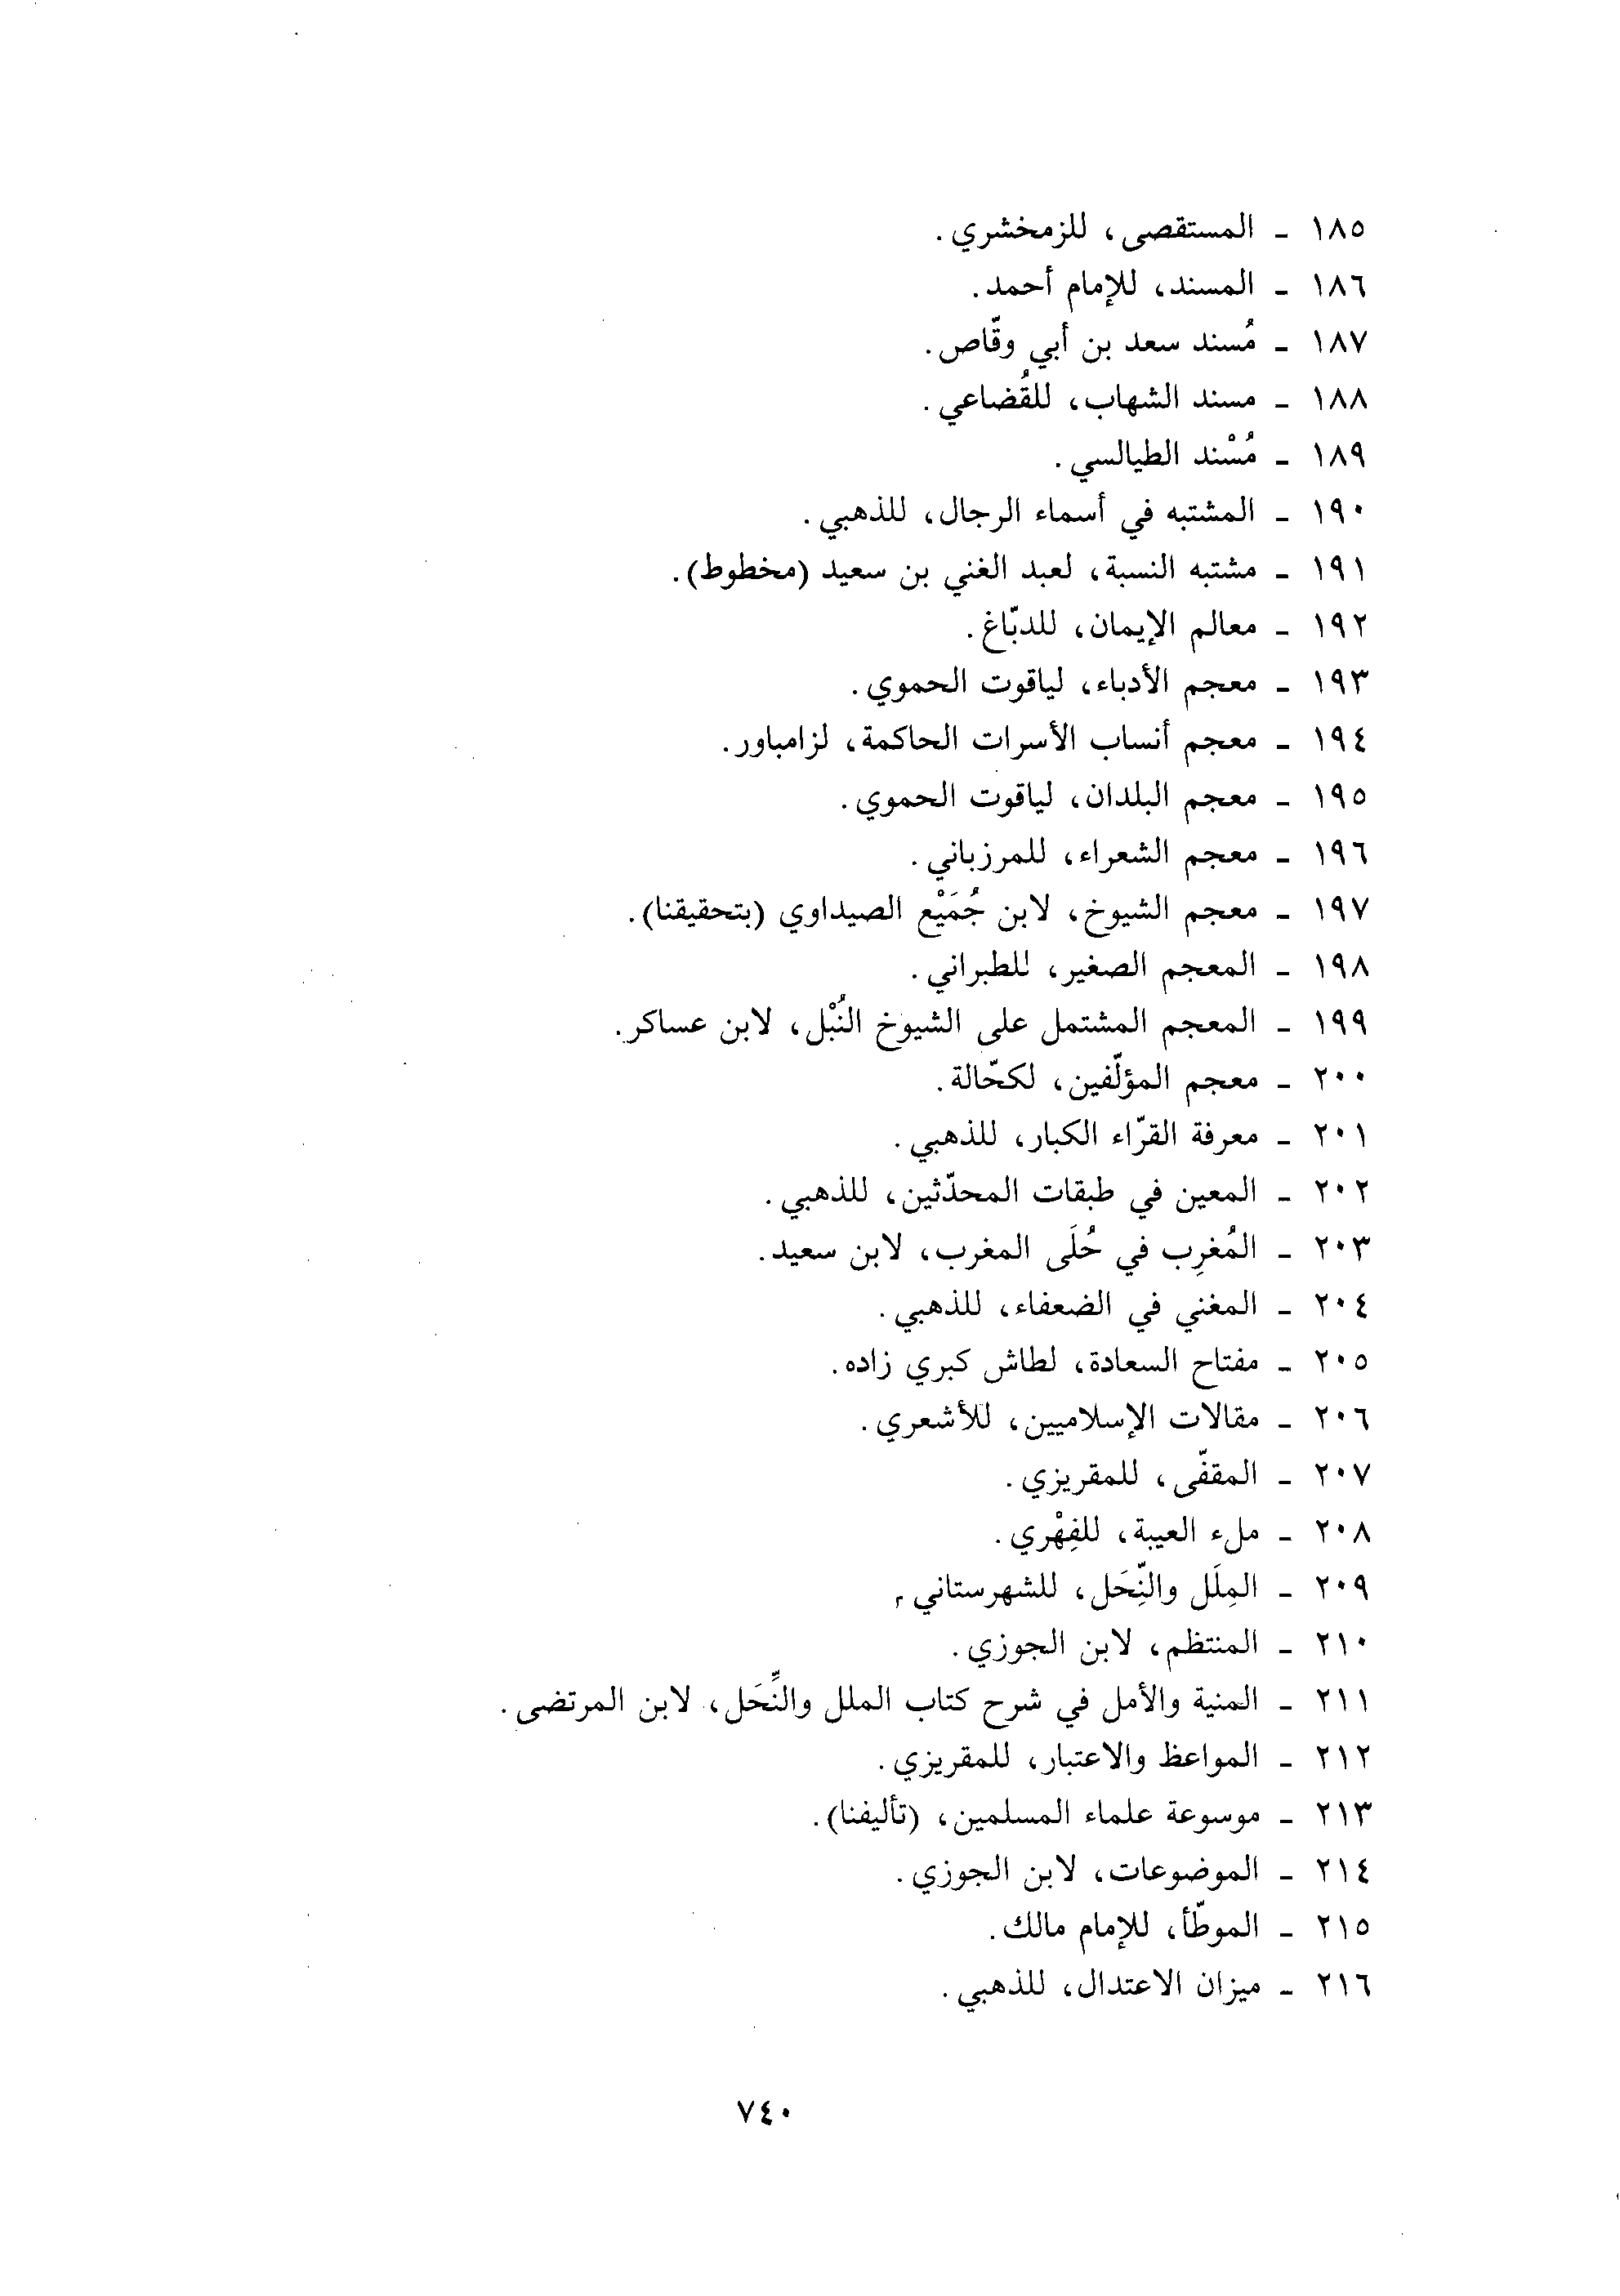 ١٨٥ - المستقصى، للزمخشري.
١٨٦ - المسند، للإمام أحمد.
١٨٧ - مُسند سعد بن أبي وقّاص.
١٨٨ - مسند الشهاب، للقُضاعي.
١٨٩ - مُسْند الطيالسي.
١٩٠ - المشتبه في أسماء الرجال، للذهبي.
١٩١ - مشتبه النسبة، لعبد الغني بن سعيد (مخطوط).
١٩٢ - معالم الإيمان، للدبّاغ.
١٩٣ - معجم الأدباء، لياقوت الحموي.
١٩٤ - معجم أنساب الأسرات الحاكمة، لزامباور.
١٩٥ - معجم البلدان، لياقوت الحموي.
١٩٦ - معجم الشعراء، للمرزباني.
١٩٧ - معجم الشيوخ، لابن جُمَيْع الصيداوي (بتحقيقنا).
١٩٨ - المعجم الصغير، للطبراني.
١٩٩ - المعجم المشتمل على الشيوخ النُبْل، لابن عساكر.
٢٠٠ - معجم المؤلّفين، لكحّالة.
٢٠١ - معرفة القرّاء الكبار، للذهبي.
٢٠٢ - المعين في طبقات المحدّثين، للذهبي.
٢٠٣ - المُغرِب في حُلَى المغرب، لابن سعيد.
٢٠٤ - المغني في الضعفاء، للذهبي.
٢٠٥ - مفتاح السعادة، لطاش كبري زاده.
٢٠٦ - مقالات الإسلاميين، للأشعري.
٢٠٧ - المقفّى، للمقريزي.
٢٠٨ - ملء العيبة، للفِهْري.
٢٠٩ - المِلَل والنِّحَل، للشهرستاني.
٢١٠ - المنتظم، لابن الجوزي.
٢١١ - المنية والأمل في شرح كتاب الملل والنِّحَل، لابن المرتضى.
٢١٢ - المواعظ والاعتبار، للمقريزي.
٢١٣ - موسوعة علماء المسلمين، (تأليفنا).
٢١٤ - الموضوعات، لابن الجوزي.
٢١٥ - الموطّأ، للإمام مالك.
٢١٦ - ميزان الاعتدال، للذهبي.
٧٤٠